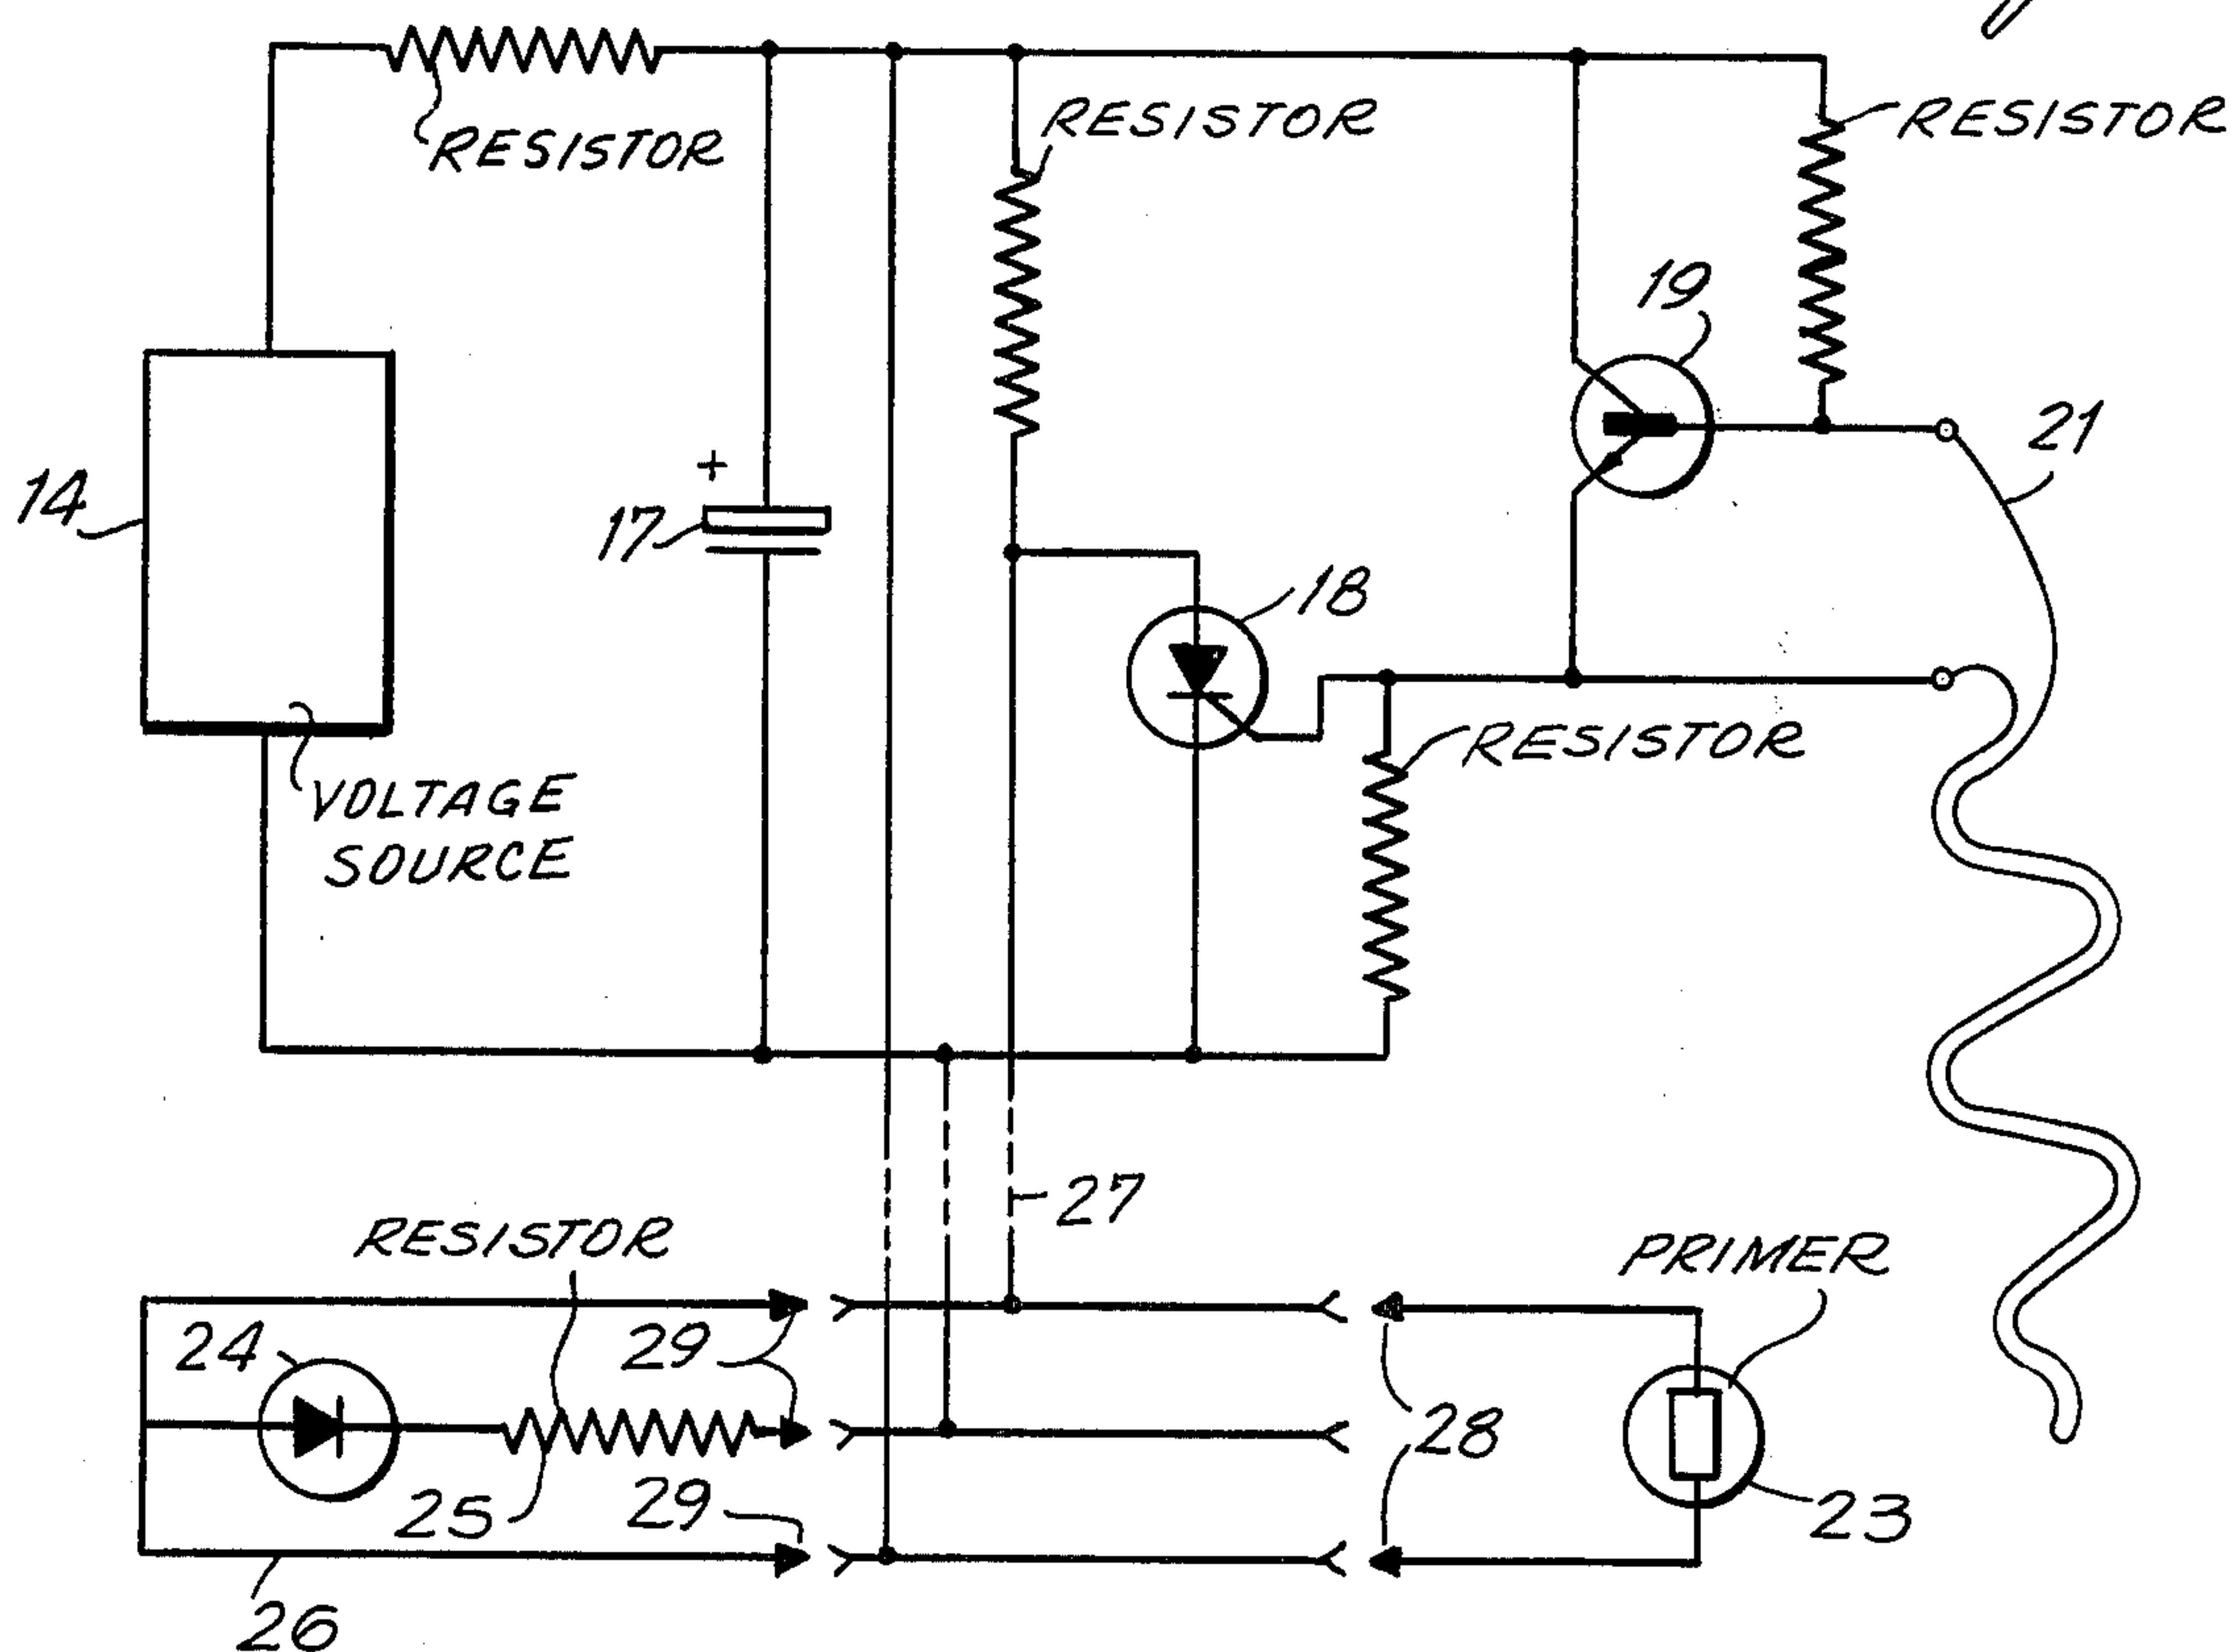 RESISTOR
RESISTOR
RESISTOR
19
21
14
17
+
18
RESISTOR
VOLTAGE
SOURCE
27
RESISTOR
PRIMER
24
29
28
25
29
23
26